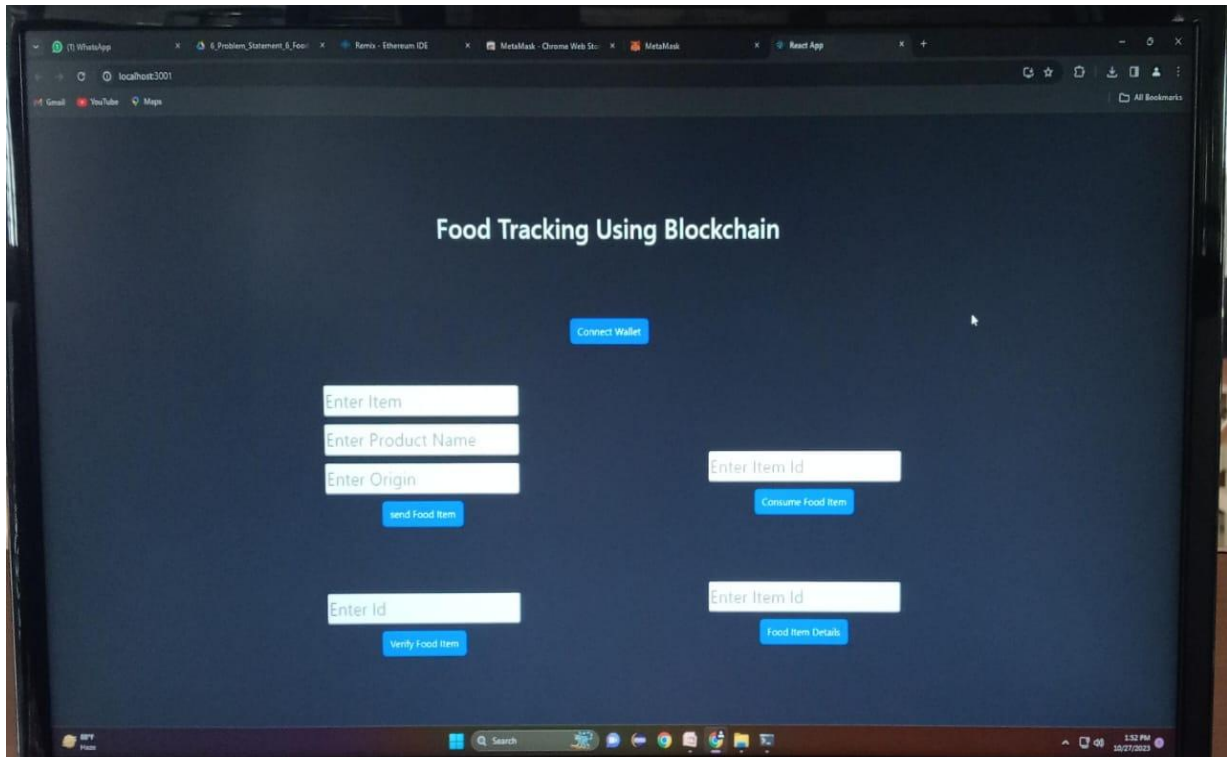 (1) WhatsApp
6_Problem_Statement_6_Foo
Remix - Ethereum IDE
MetaMask - Chrome Web Sto
MetaMask
React App
localhost:3001
Gmail YouTube Maps
All Bookmarks
Food Tracking Using Blockchain
Connect Wallet
Enter Item
Enter Product Name
Enter Origin
send Food Item
Enter Item Id
Consume Food Item
Enter Id
Verify Food Item
Enter Item Id
Food Item Details
Haze
Search
1:52 PM
10/27/2023